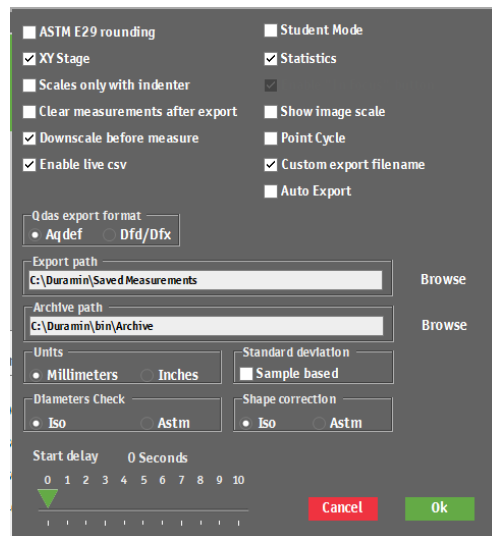 ASTM E29 rounding
Student Mode
XY Stage
Statistics
Scales only with indenter
Clear measurements after export
Show image scale
Downscale before measure
Point Cycle
Enable live csv
Custom export filename
Auto Export
Qdas export format
Aqdef Dfd/Dfx
Export path
C:\Duramin\Saved Measurements Browse
Archive path
C:\Duramin\bin\Archive Browse
Units
Standard deviation
Millimeters Inches
Sample based
Diameters Check
Shape correction
Iso Astm
Iso Astm
Start delay 0 Seconds
0 1 2 3 4 5 6 7 8 9 10
Cancel Ok